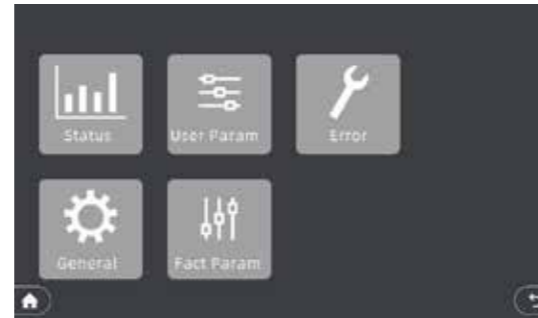 Status
User Param
Error
General
Fact Param